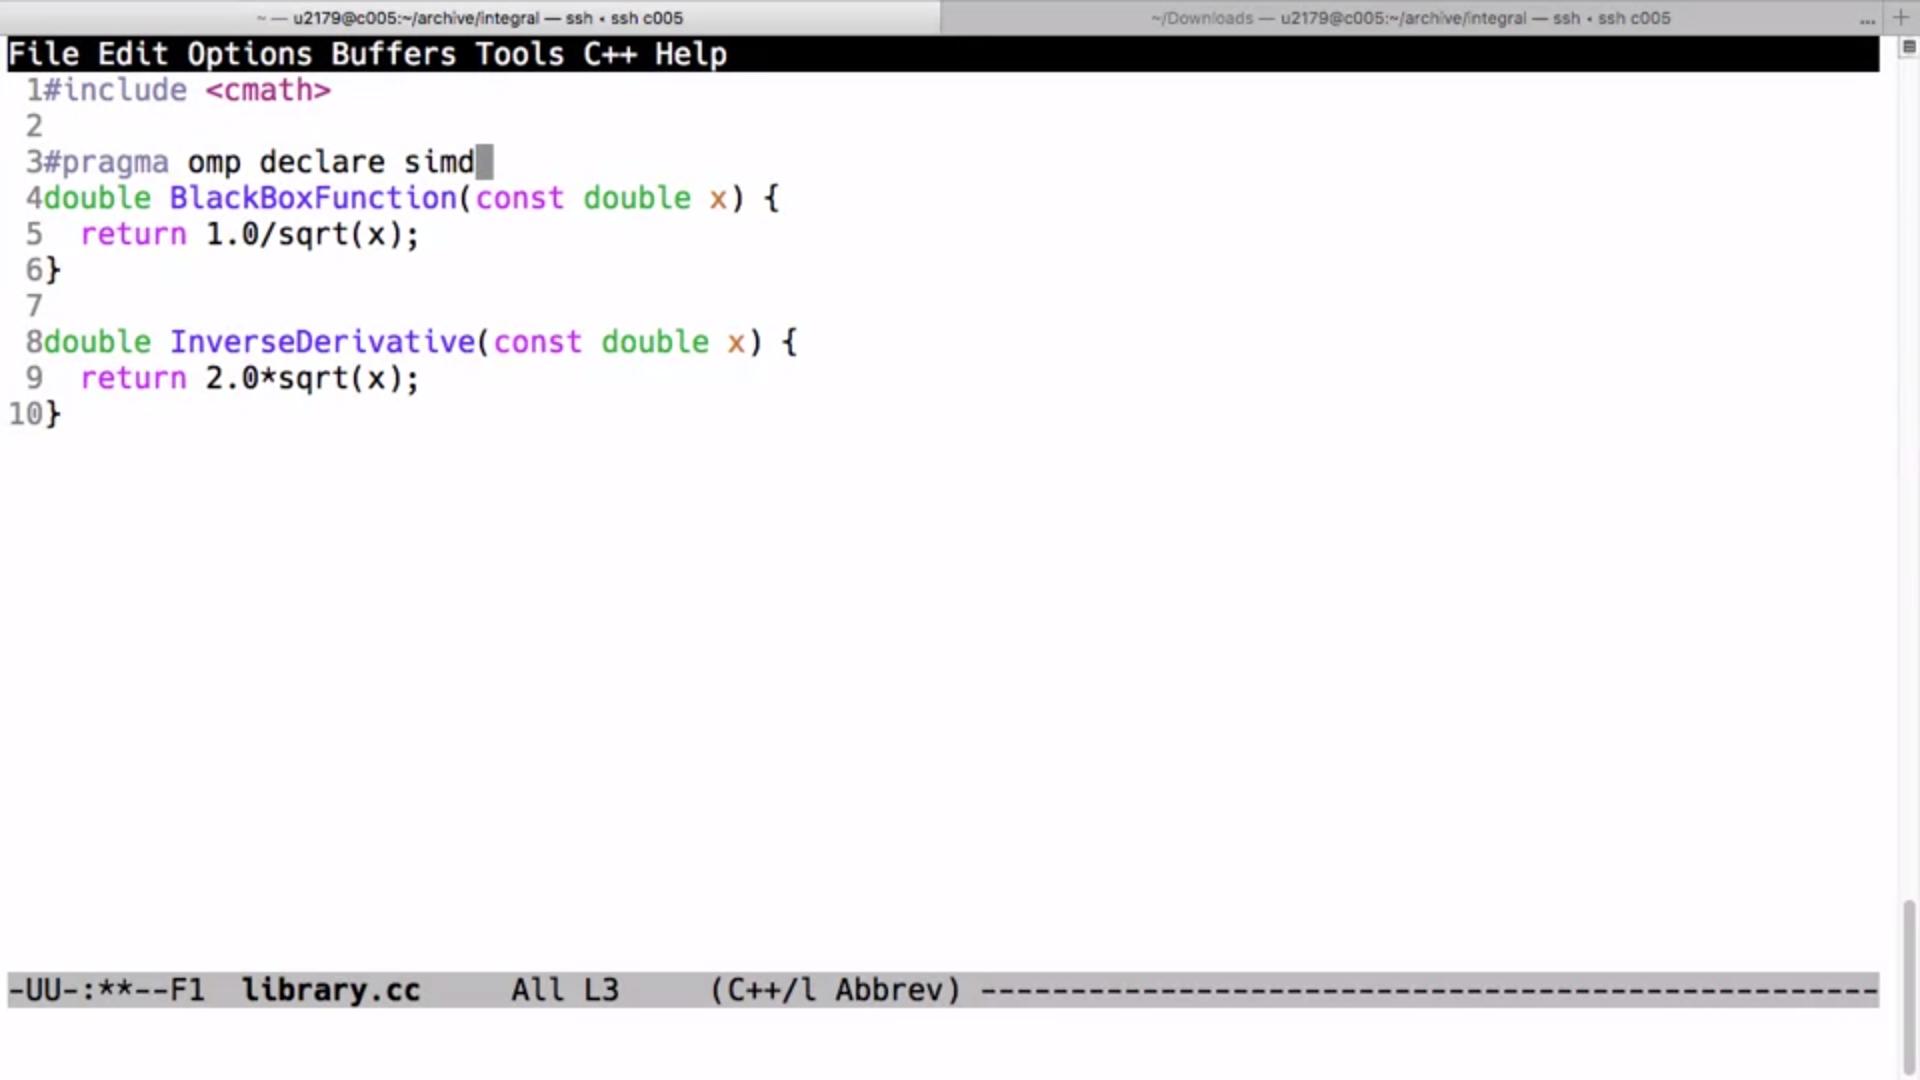 ~ — u2179@c005:~/archive/integral — ssh • ssh c005
~/Downloads — u2179@c005:~/archive/integral — ssh • ssh c005 ... +
File Edit Options Buffers Tools C++ Help
1#include <cmath>
2
3#pragma omp declare simd
4double BlackBoxFunction(const double x) {
5  return 1.0/sqrt(x);
6}
7
8double InverseDerivative(const double x) {
9  return 2.0*sqrt(x);
10}
-UU-:**--F1  library.cc     All L3     (C++/l Abbrev) --------------------------------------------------